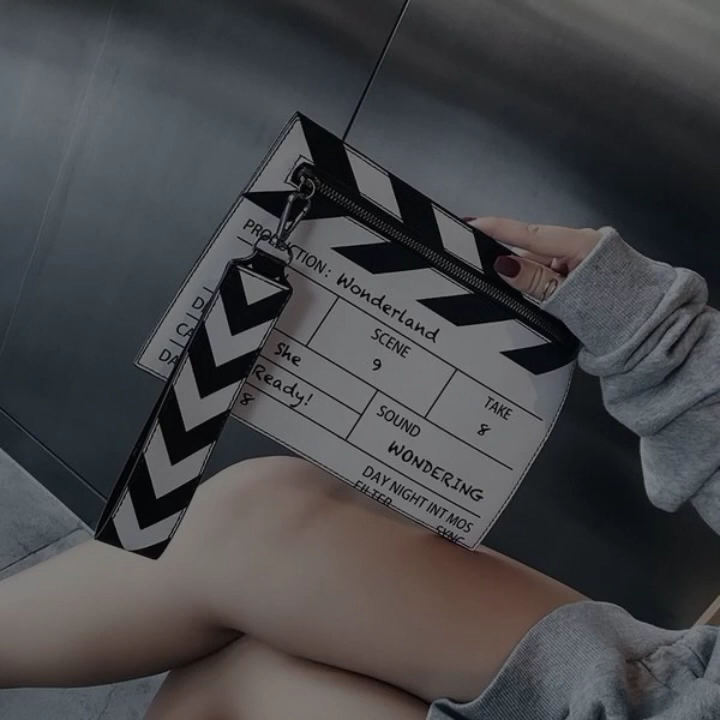 PRODUCTION: Wonderland
SCENE
9
TAKE
8
She
Ready!
8
SOUND
WONDERING
DAY NIGHT INT MOS
FILTER
SYNC